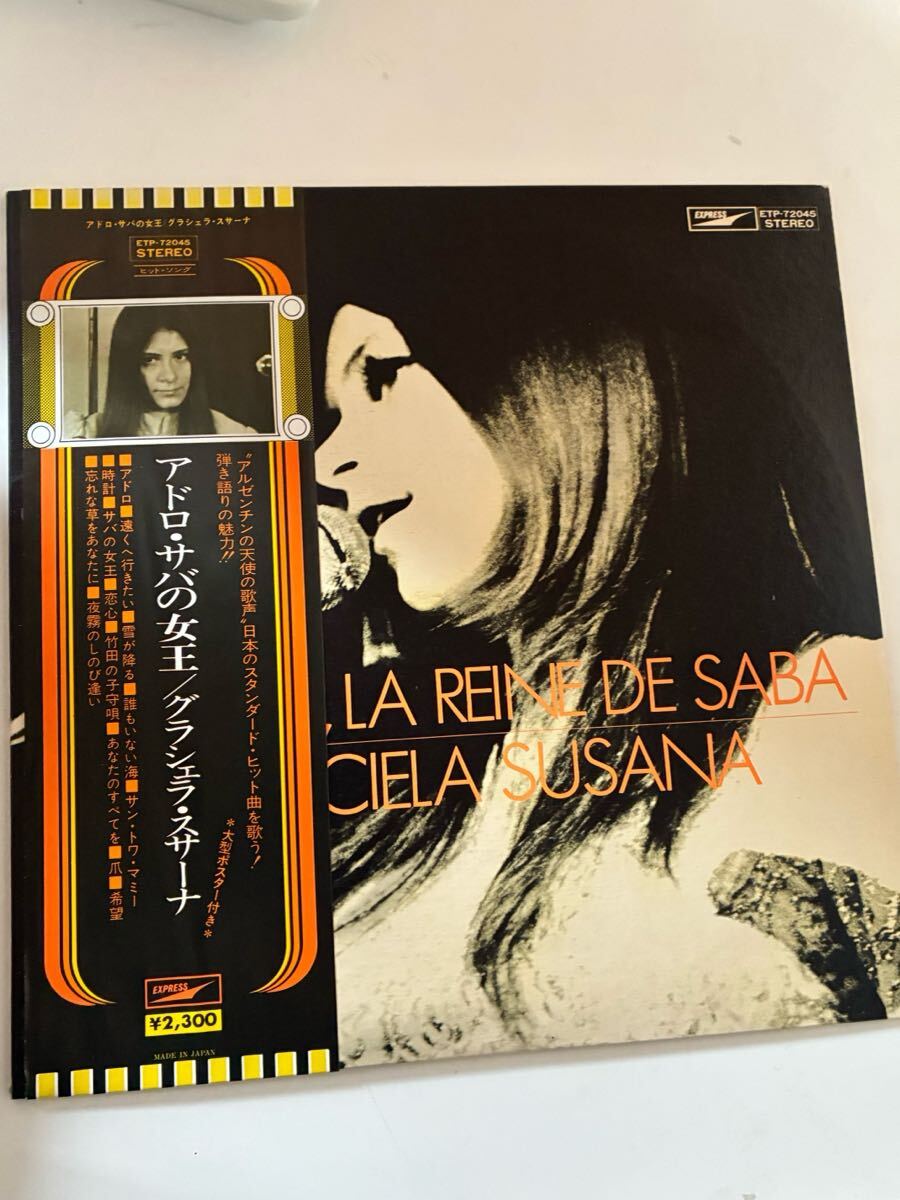 アドロ・サバの女王/グラシェラ・スサーナ
ETP-72045
STEREO
ヒット・ソング
"アルゼンチンの天使の歌声"日本のスタンダード・ヒット曲を歌う!
弾き語りの魅力!!
*大型ポスター付き*
アドロ・サバの女王/グラシェラ・スサーナ
■アドロ■遠くへ行きたい■雪が降る■誰もいない海■サン・トワ・マミー
■時計■サバの女王■恋心■竹田の子守唄■あなたのすべてを■爪■希望
■忘れな草をあなたに■夜霧のしのび逢い
EXPRESS
¥2,300
MADE IN JAPAN
EXPRESS
ETP-72045
STEREO
, LA REINE DE SABA
CIELA SUSANA